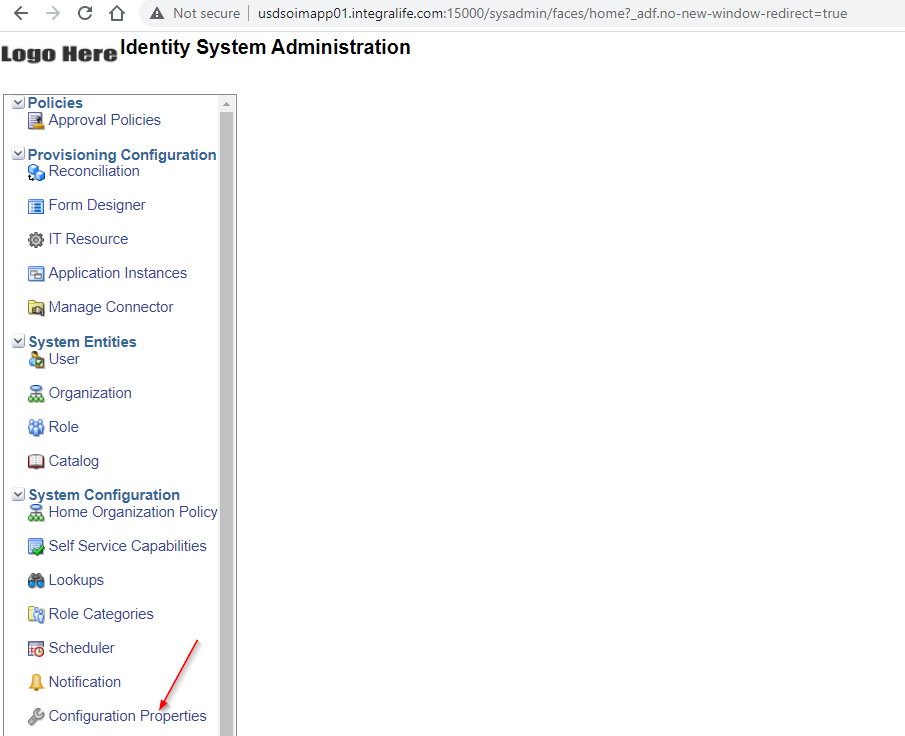 Not secure | usdsoimapp01.integralife.com:15000/sysadmin/faces/home?_adf.no-new-window-redirect=true
Logo Here Identity System Administration
Policies
Approval Policies
Provisioning Configuration
Reconciliation
Form Designer
IT Resource
Application Instances
Manage Connector
System Entities
User
Organization
Role
Catalog
System Configuration
Home Organization Policy
Self Service Capabilities
Lookups
Role Categories
Scheduler
Notification
Configuration Properties